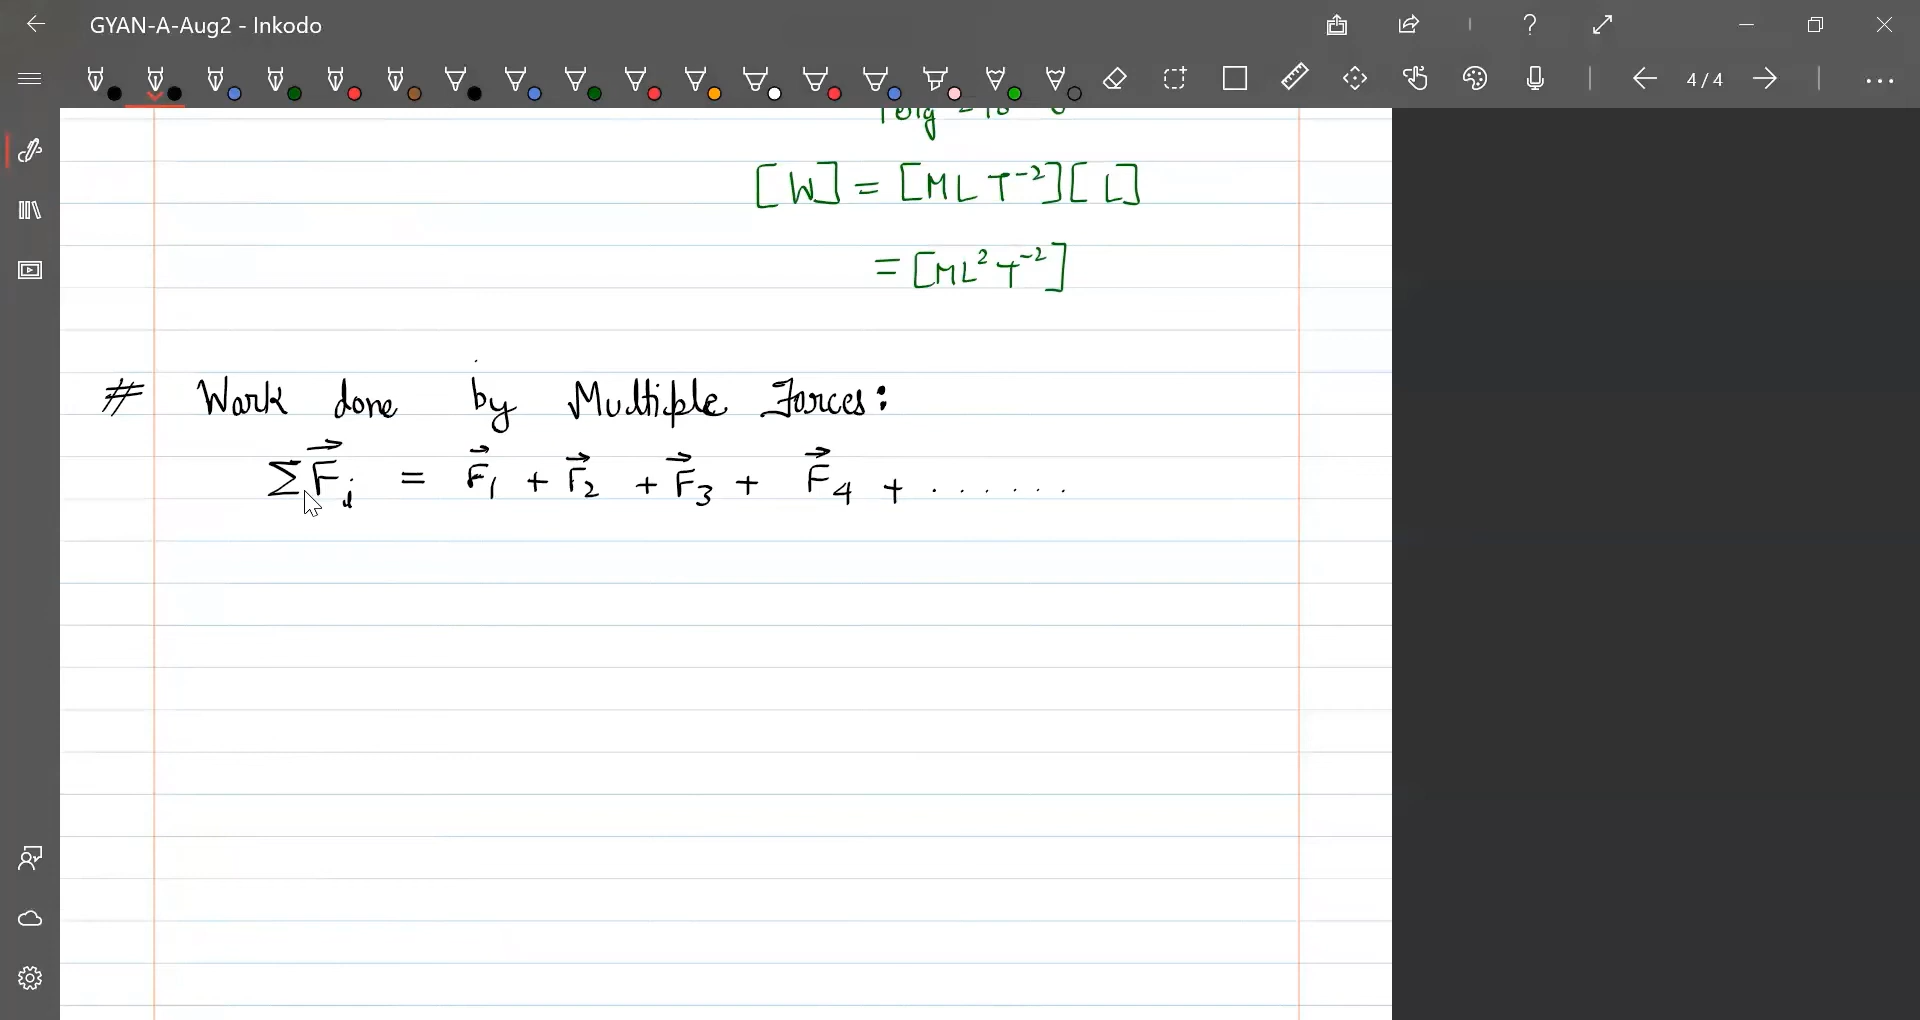 GYAN-A-Aug2 - Inkodo
4/4
[W] = [MLT⁻²][L]
= [ML²T⁻²]
# Work done by Multiple Forces:
ΣF⃗ᵢ = F⃗₁ + F⃗₂ + F⃗₃ + F⃗₄ + . . . . . .